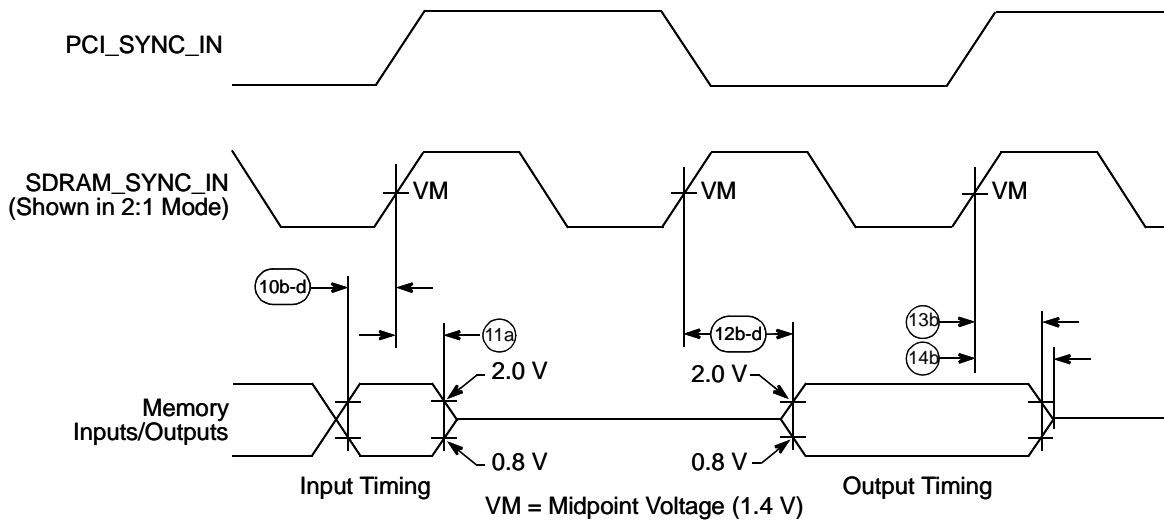 PCI_SYNC_IN
SDRAM_SYNC_IN
(Shown in 2:1 Mode)
VM
VM
VM
10b-d
11a
12b-d
13b
14b
2.0 V
2.0 V
Memory
Inputs/Outputs
0.8 V
0.8 V
Input Timing
Output Timing
VM = Midpoint Voltage (1.4 V)